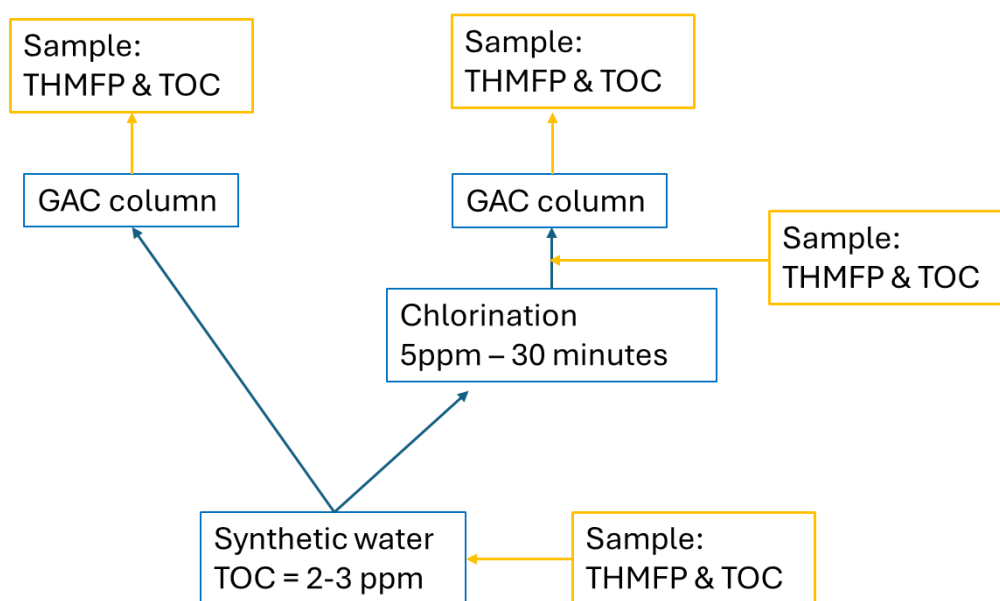 Sample:
THMFP & TOC
Sample:
THMFP & TOC
GAC column
GAC column
Sample:
THMFP & TOC
Chlorination
5ppm – 30 minutes
Synthetic water
TOC = 2-3 ppm
Sample:
THMFP & TOC